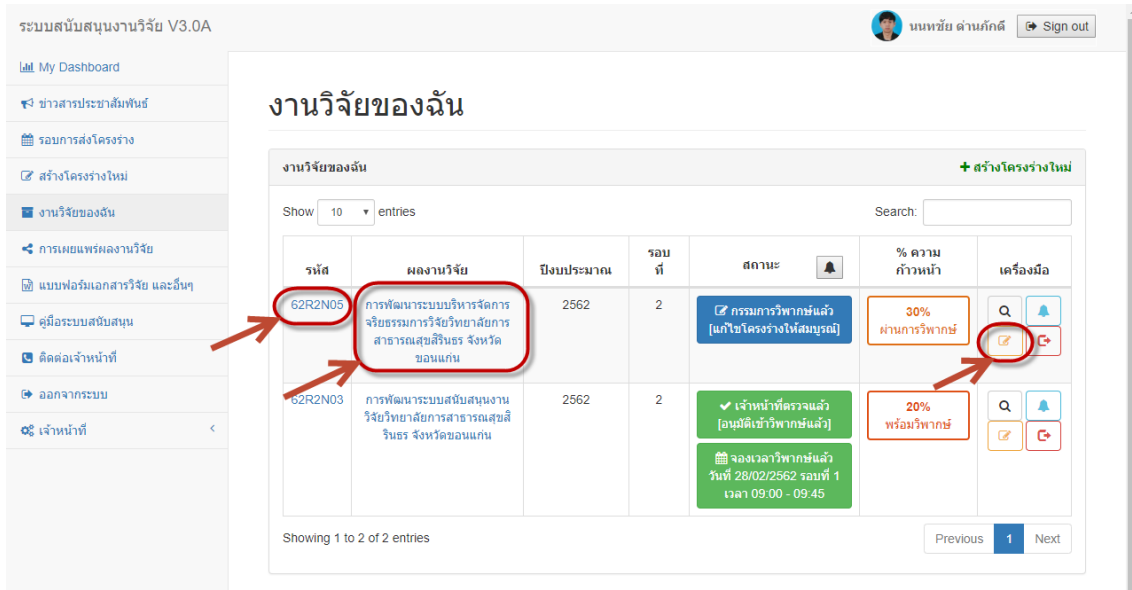 ระบบสนับสนุนงานวิจัย V3.0A
นนทชัย ด่านภักดี
Sign out
My Dashboard
ข่าวสารประชาสัมพันธ์
รอบการส่งโครงร่าง
สร้างโครงร่างใหม่
งานวิจัยของฉัน
การเผยแพร่ผลงานวิจัย
แบบฟอร์มเอกสารวิจัย และอื่นๆ
คู่มือระบบสนับสนุน
ติดต่อเจ้าหน้าที่
ออกจากระบบ
เจ้าหน้าที่
งานวิจัยของฉัน
งานวิจัยของฉัน
สร้างโครงร่างใหม่
Show 10 entries
Search:
รหัส
ผลงานวิจัย
ปีงบประมาณ
รอบ
ที่
สถานะ
% ความ
ก้าวหน้า
เครื่องมือ
62R2N05
การพัฒนาระบบบริหารจัดการ
จริยธรรมการวิจัยวิทยาลัยการ
สาธารณสุขสิรินธร จังหวัด
ขอนแก่น
2562
2
กรรมการวิพากษ์แล้ว
[แก้ไขโครงร่างให้สมบูรณ์]
30%
ผ่านการวิพากษ์
62R2N03
การพัฒนาระบบสนับสนุนงาน
วิจัยวิทยาลัยการสาธารณสุขสิ
รินธร จังหวัดขอนแก่น
2562
2
เจ้าหน้าที่ตรวจแล้ว
[อนุมัติเข้าวิพากษ์แล้ว]
จองเวลาวิพากษ์แล้ว
วันที่ 28/02/2562 รอบที่ 1
เวลา 09:00 - 09:45
20%
พร้อมวิพากษ์
Showing 1 to 2 of 2 entries
Previous 1 Next